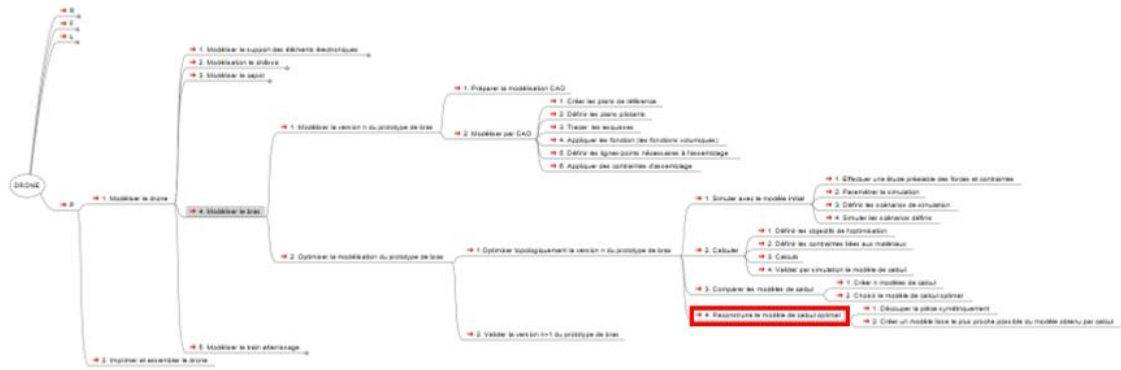 DRONE
R
F
L
P
1. Modéliser le drone
1. Modéliser le support des éléments électroniques
2. Modélisation le châssis
3. Modéliser le capot
4. Modéliser le bras
1. Modéliser la version n du prototype de bras
1. Préparer la modélisation CAO
2. Modéliser par CAO
1. Créer les plans de référence
2. Définir les plans pilotants
3. Tracer les esquisses
4. Appliquer les fonction (les fonctions volumiques)
5. Définir les lignes/points nécessaires à l'assemblage
6. Appliquer des contraintes d'assemblage
2. Optimiser la modélisation du prototype de bras
1.Optimiser topologiquement la version n du prototype de bras
1. Simuler avec le modèle initial
1. Effectuer une étude préalable des forces et contraintes
2. Paramétrer la simulation
3. Définir les scénarios de simulation
4. Simuler les scénarios définis
2. Calculer
1. Définir les objectifs de l'optimisation
2. Définir les contraintes liées aux matériaux
3. Calculs
4. Valider par simulation le modèle de calcul
3. Comparer les modèles de calcul
1. Créer n modèles de calcul
2. Choisir le modèle de calcul optimal
4. Reconstruire le modèle de calcul optimal
1. Découper la pièce symétriquement
2. Créer un modèle lisse le plus proche possible du modèle obtenu par calcul
2. Valider la version n+1 du prototype de bras
5. Modéliser le train atterrissage
2. Imprimer et assembler le drone